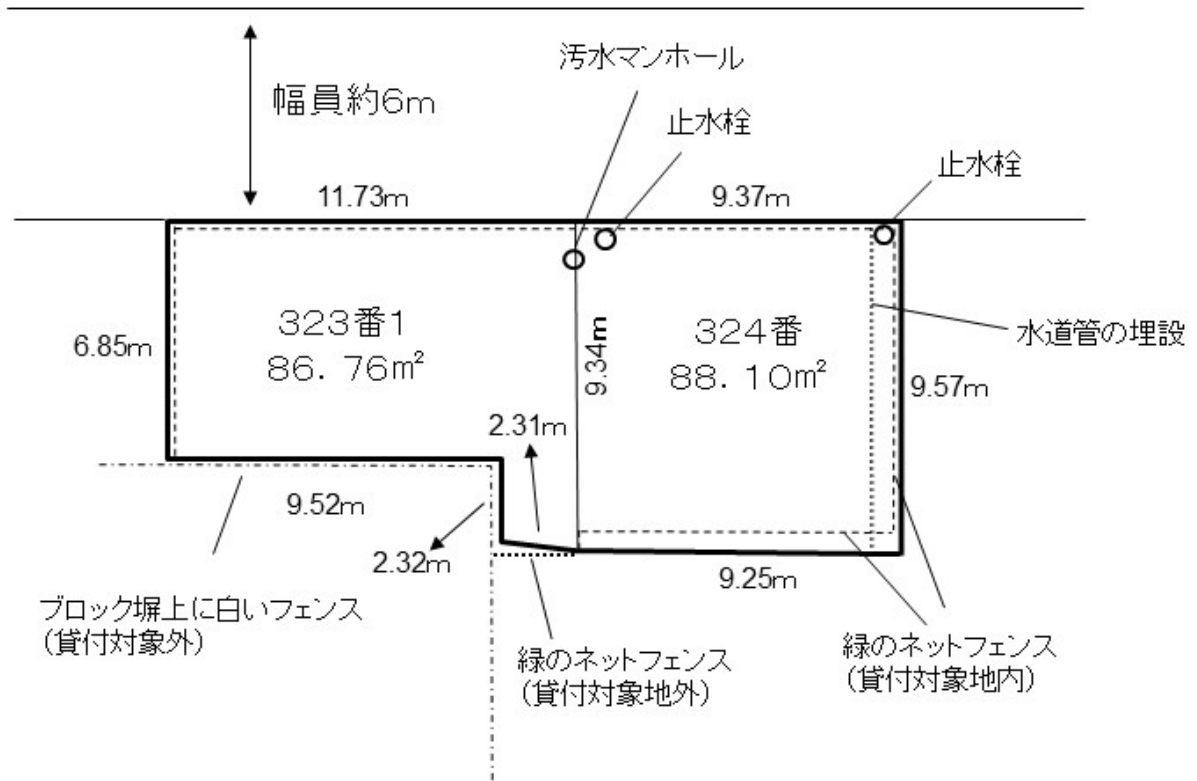 汚水マンホール
幅員約6m
止水栓
止水栓
11.73m
9.37m
323番1
86.76㎡
324番
88.10㎡
水道管の埋設
6.85m
9.34m
9.57m
2.31m
9.52m
2.32m
9.25m
ブロック塀上に白いフェンス
(貸付対象外)
緑のネットフェンス
(貸付対象地外)
緑のネットフェンス
(貸付対象地内)